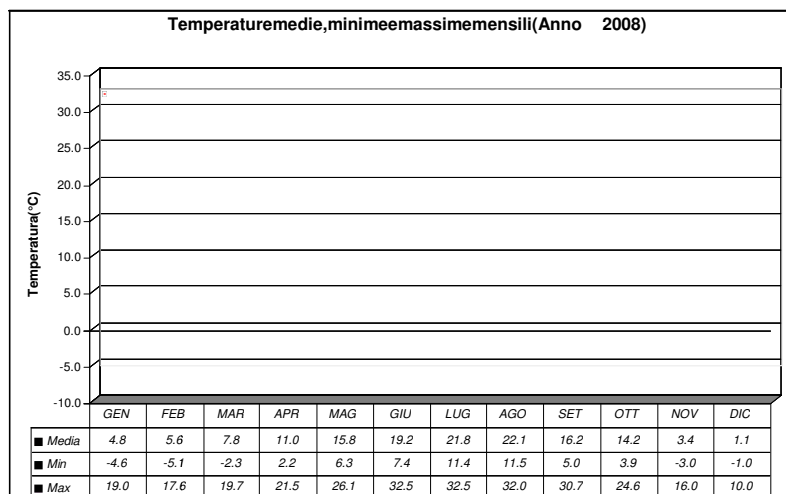 Temperaturemedie,minimeemassimemensili(Anno 2008)
Temperatura(°C)
35.0
30.0
25.0
20.0
15.0
10.0
5.0
0.0
-5.0
-10.0
GEN FEB MAR APR MAG GIU LUG AGO SET OTT NOV DIC
Media 4.8 5.6 7.8 11.0 15.8 19.2 21.8 22.1 16.2 14.2 3.4 1.1
Min -4.6 -5.1 -2.3 2.2 6.3 7.4 11.4 11.5 5.0 3.9 -3.0 -1.0
Max 19.0 17.6 19.7 21.5 26.1 32.5 32.5 32.0 30.7 24.6 16.0 10.0